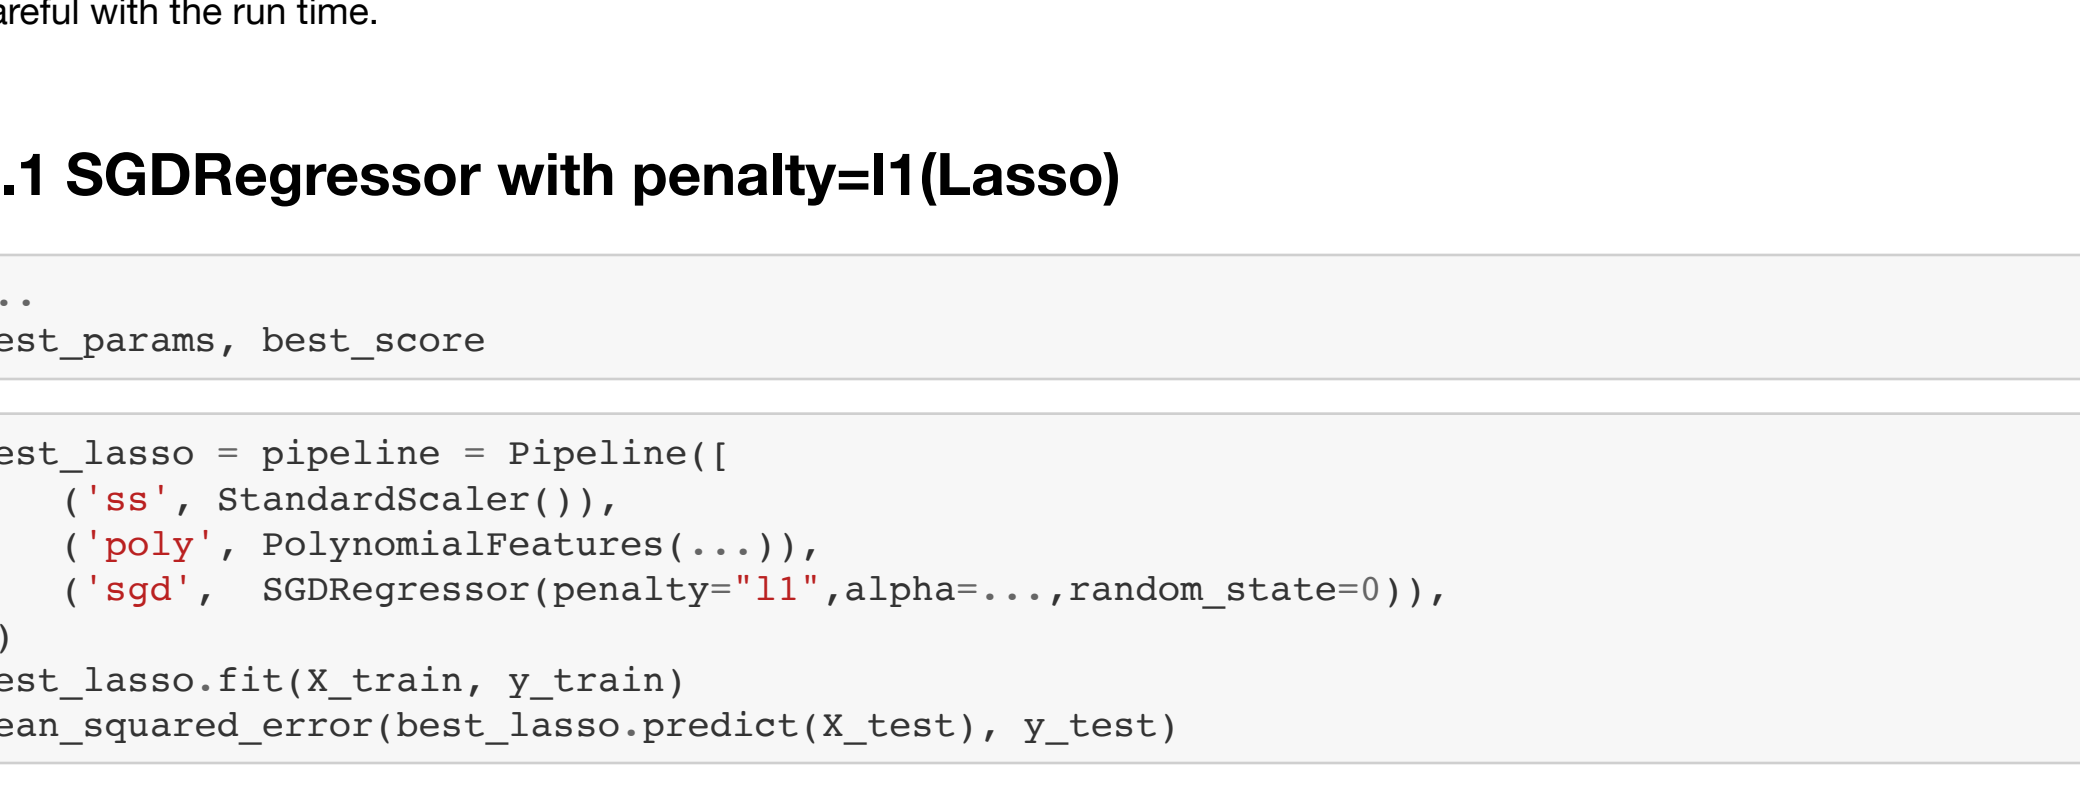 areful with the run time.
.1 SGDRegressor with penalty=l1(Lasso)
..
est_params, best_score
est_lasso = pipeline = Pipeline([
('ss', StandardScaler()),
('poly', PolynomialFeatures(...)),
('sgd',  SGDRegressor(penalty="l1",alpha=...,random_state=0)),
)
est_lasso.fit(X_train, y_train)
ean_squared_error(best_lasso.predict(X_test), y_test)